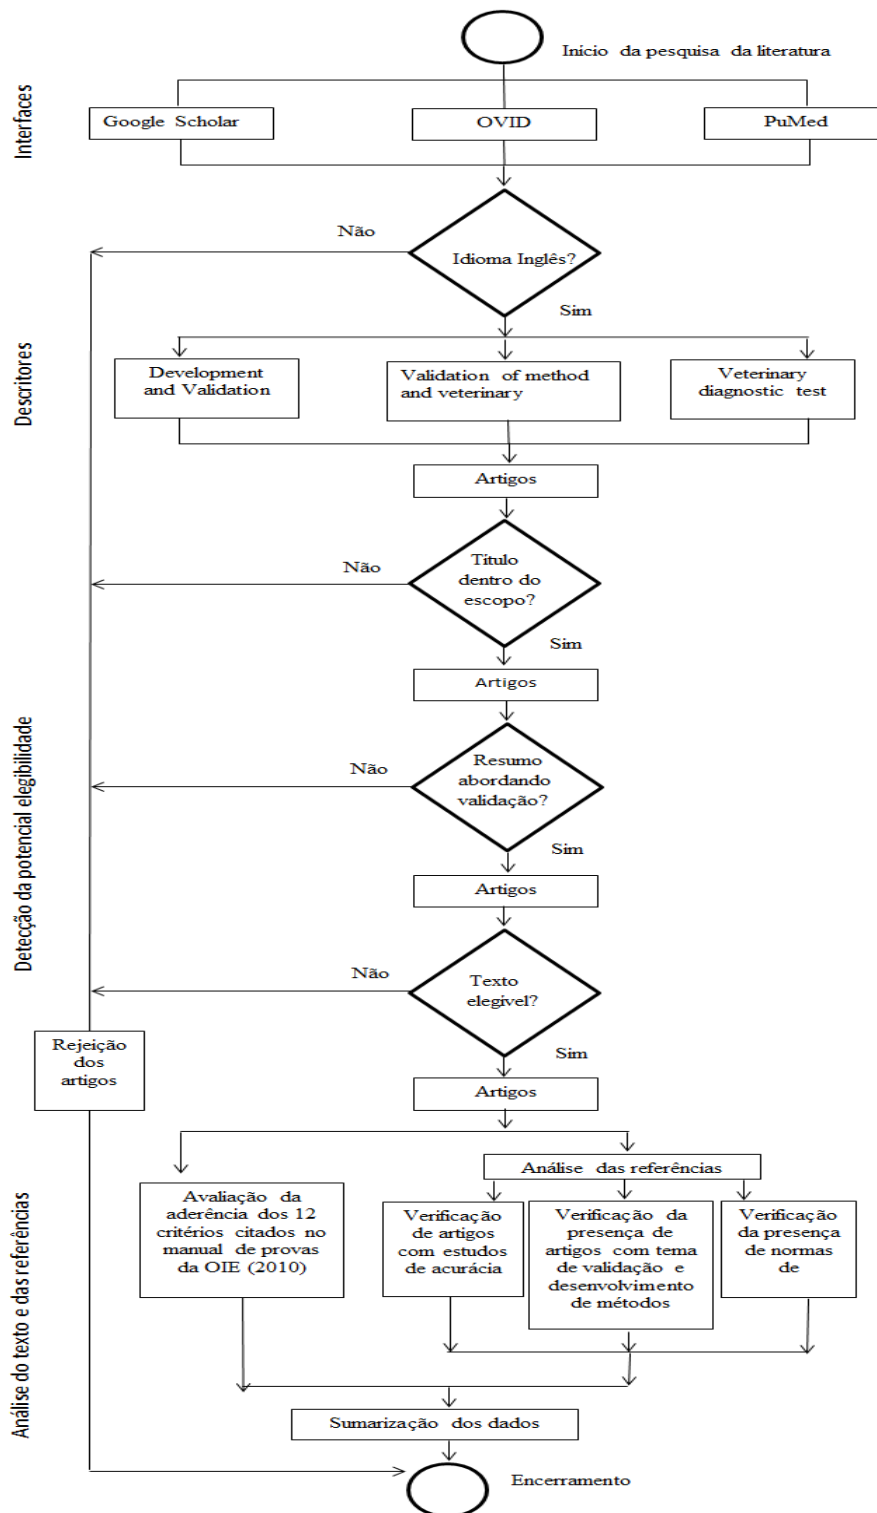 Início da pesquisa da literatura
Interfaces
Google Scholar
OVID
PuMed
Não
Idioma Inglês?
Sim
Descritores
Development
and Validation
Validation of method
and veterinary
Veterinary
diagnostic test
Artigos
Não
Título
dentro do
escopo?
Sim
Artigos
Detecção da potencial elegibilidade
Não
Resumo
abordando
validação?
Sim
Artigos
Não
Texto
elegível?
Sim
Rejeição
dos
artigos
Artigos
Análise do texto e das referências
Análise das referências
Avaliação da
aderência dos 12
critérios citados no
manual de provas
da OIE (2010)
Verificação
de artigos
com estudos
de acurácia
Verificação da
presença de
artigos com tema
de validação e
desenvolvimento
de métodos
Verificação
da presença
de normas
de
Sumarização dos dados
Encerramento